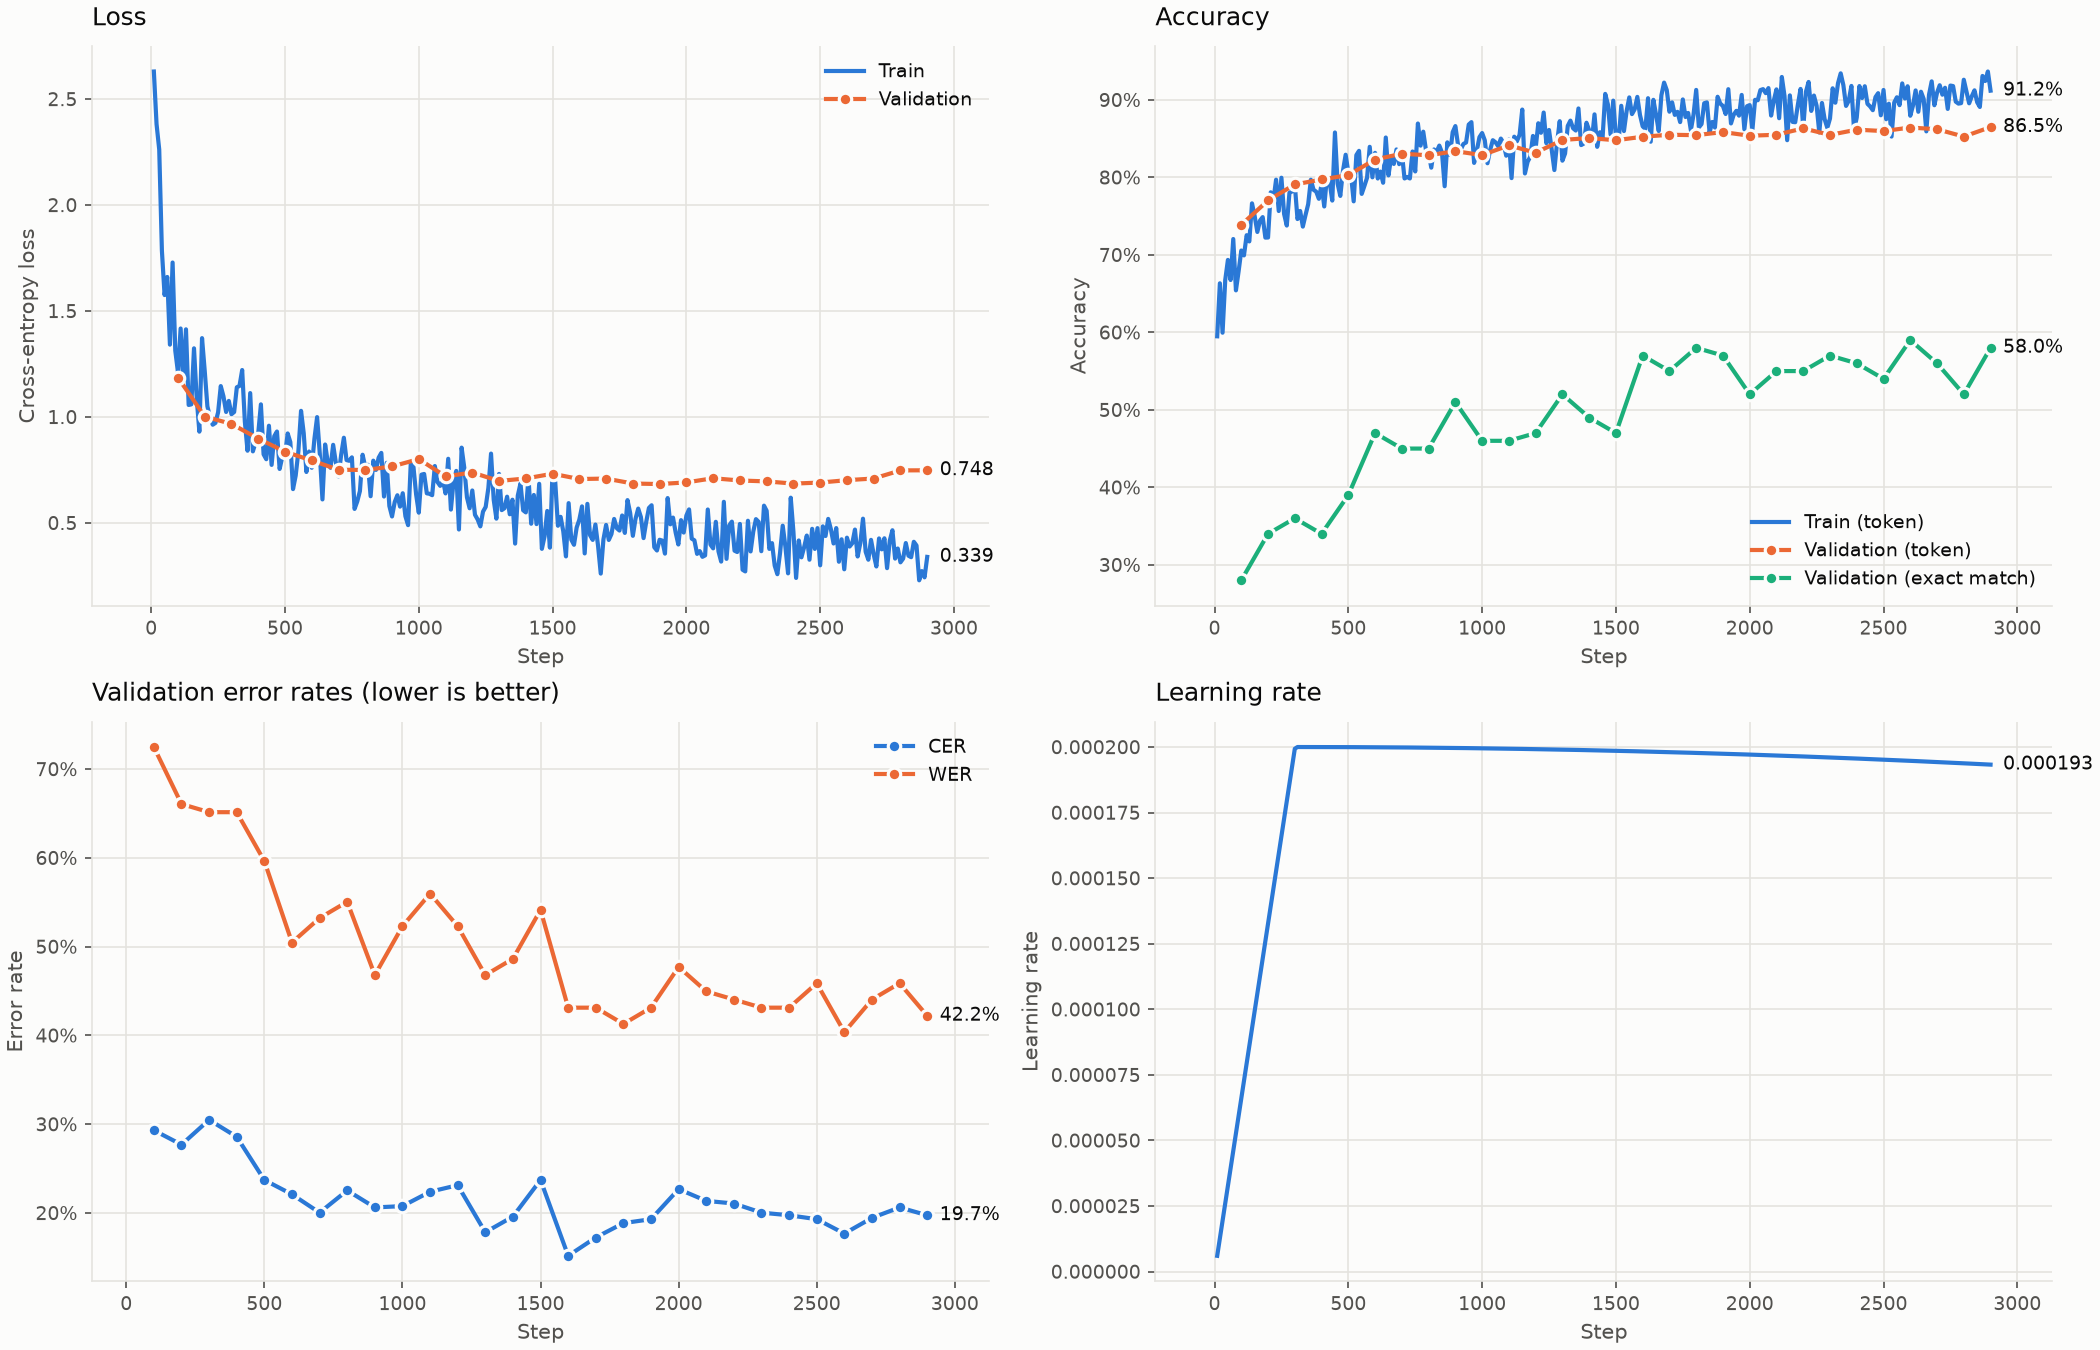 Loss
Train
Validation
2.5
2.0
1.5
1.0
0.5
Cross-entropy loss
0.748
0.339
0 500 1000 1500 2000 2500 3000
Step
Accuracy
90%
80%
70%
60%
50%
40%
30%
Accuracy
91.2%
86.5%
58.0%
Train (token)
Validation (token)
Validation (exact match)
0 500 1000 1500 2000 2500 3000
Step
Validation error rates (lower is better)
CER
WER
70%
60%
50%
40%
30%
20%
Error rate
42.2%
19.7%
0 500 1000 1500 2000 2500 3000
Step
Learning rate
0.000200
0.000175
0.000150
0.000125
0.000100
0.000075
0.000050
0.000025
0.000000
Learning rate
0.000193
0 500 1000 1500 2000 2500 3000
Step